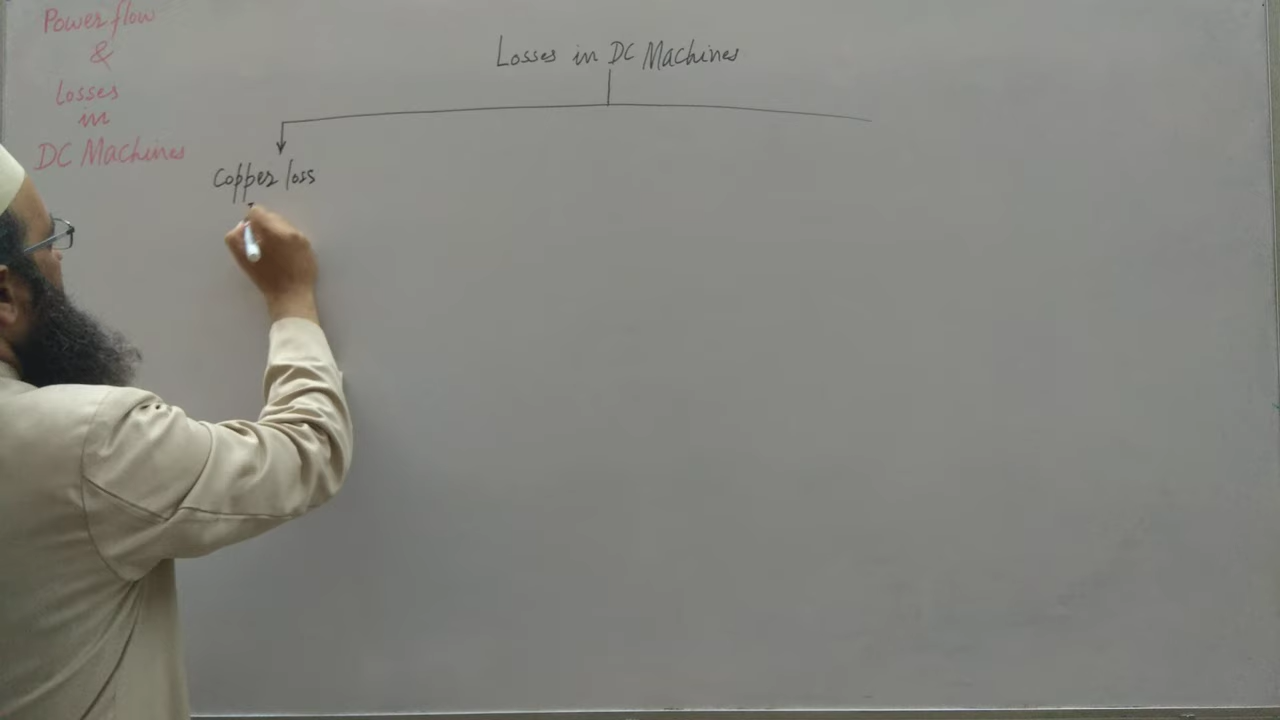 Power flow
&
Losses
in
DC Machines
Losses in DC Machines
Copper loss